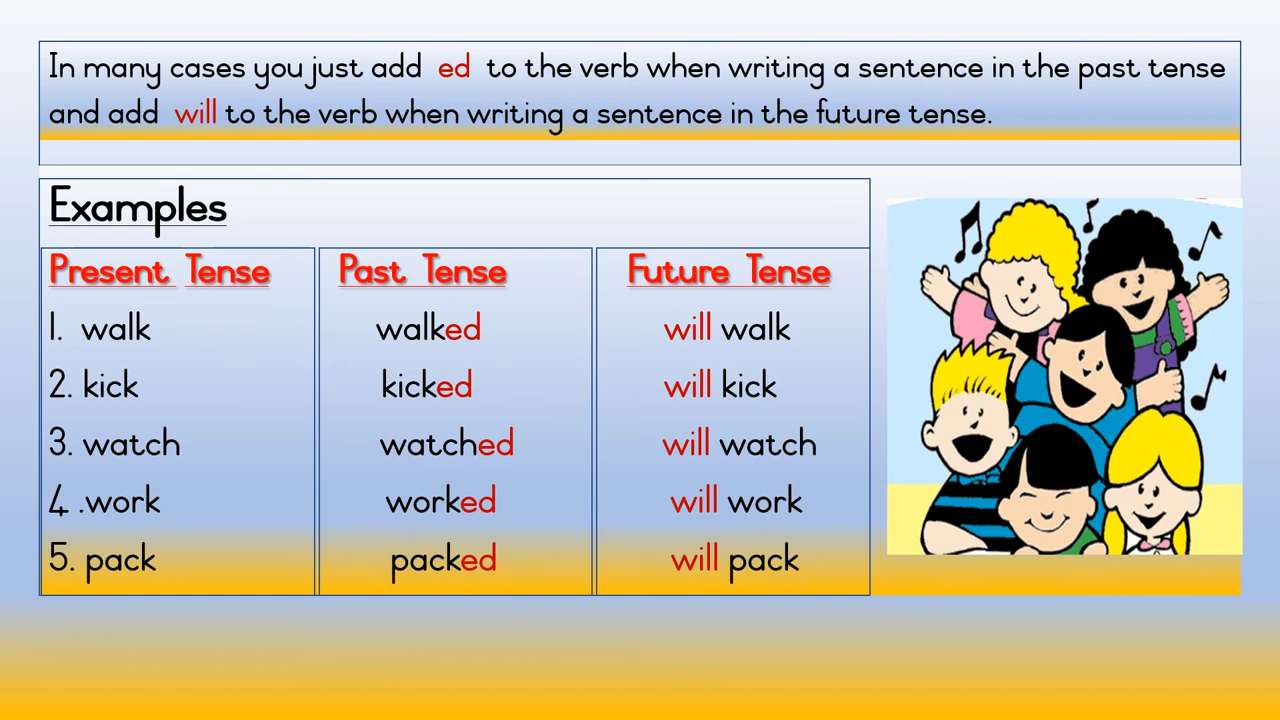 In many cases you just add ed to the verb when writing a sentence in the past tense
and add will to the verb when writing a sentence in the future tense.
Examples
Present Tense Past Tense Future Tense
1. walk walked will walk
2. kick kicked will kick
3. watch watched will watch
4 .work worked will work
5. pack packed will pack